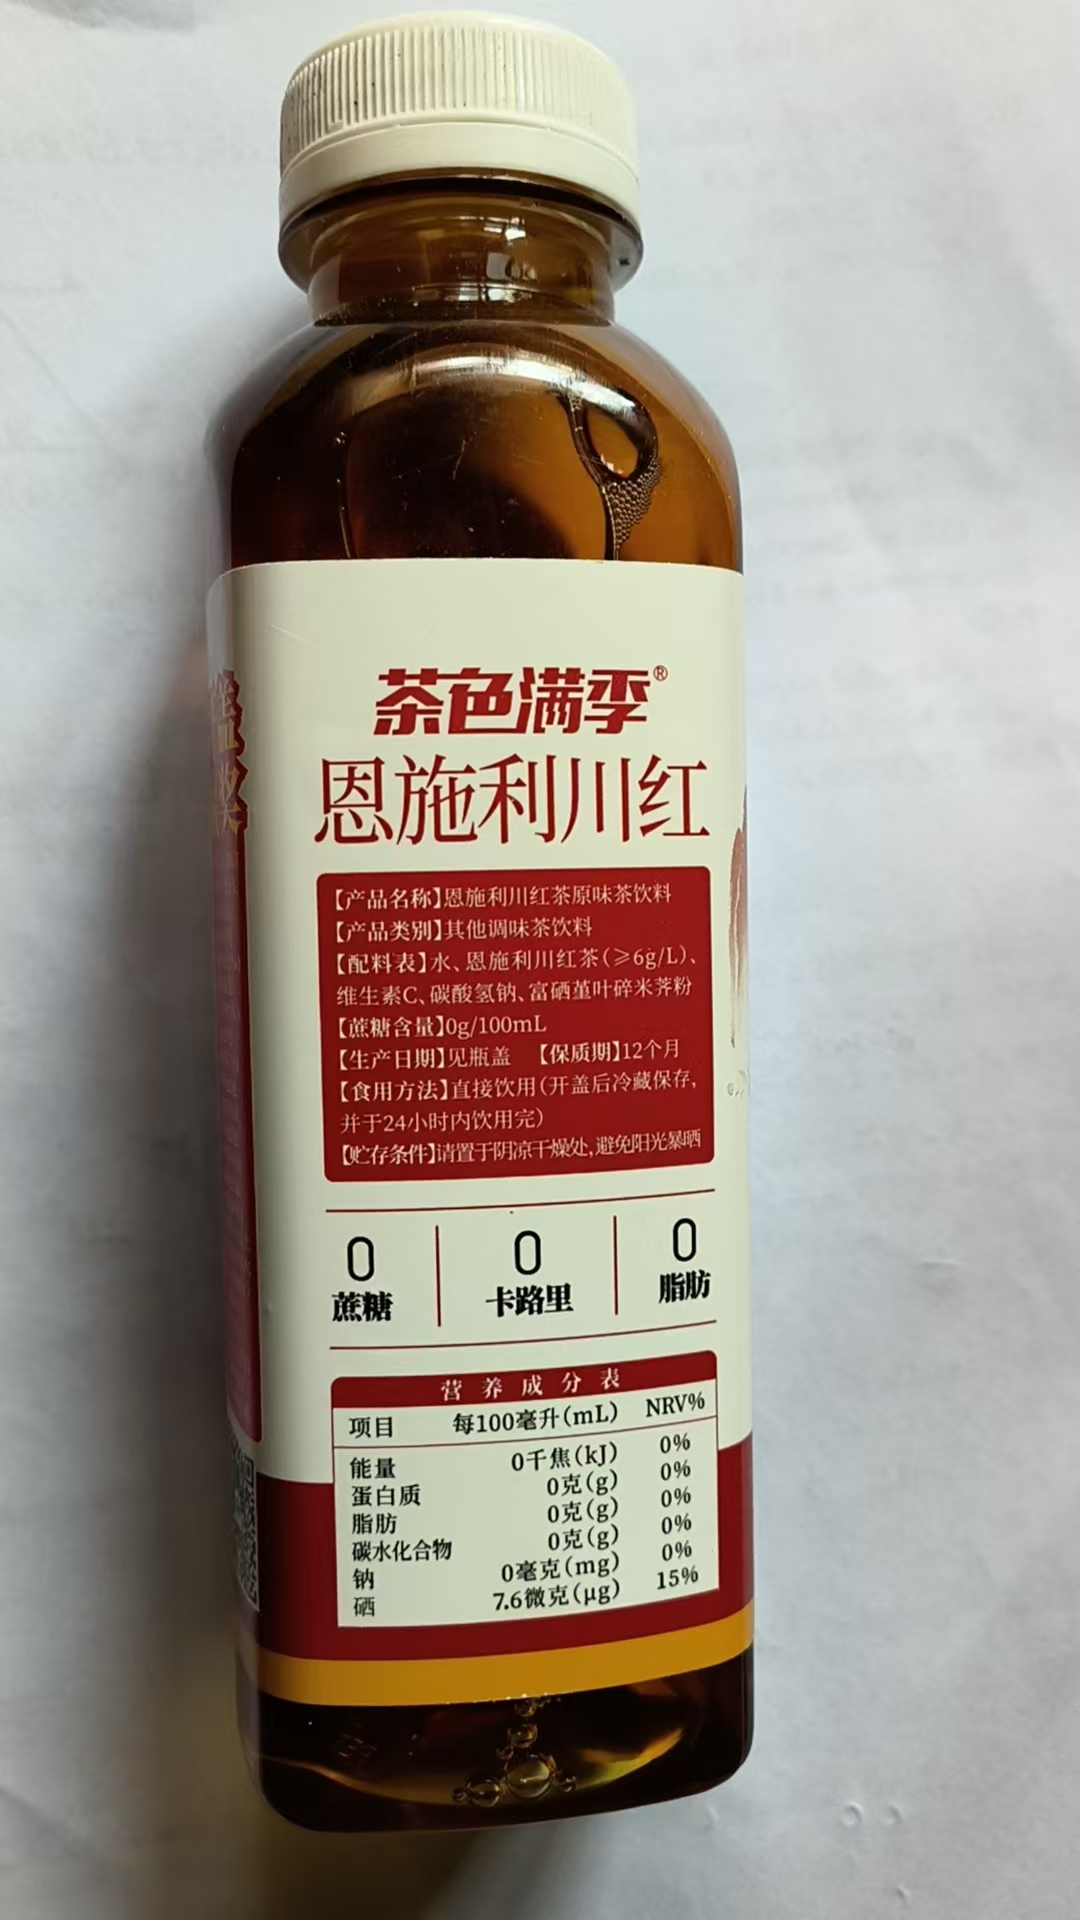 茶色满季®
恩施利川红
【产品名称】恩施利川红茶原味茶饮料
【产品类别】其他调味茶饮料
【配料表】水、恩施利川红茶(≥6g/L)、
维生素C、碳酸氢钠、富硒堇叶碎米荠粉
【蔗糖含量】0g/100mL
【生产日期】见瓶盖 【保质期】12个月
【食用方法】直接饮用(开盖后冷藏保存,
并于24小时内饮用完)
【贮存条件】请置于阴凉干燥处,避免阳光暴晒
0 0 0
蔗糖 卡路里 脂肪
营养成分表
项目 每100毫升(mL) NRV%
能量 0千焦(kJ) 0%
蛋白质 0克(g) 0%
脂肪 0克(g) 0%
碳水化合物 0克(g) 0%
钠 0毫克(mg) 0%
硒 7.6微克(μg) 15%